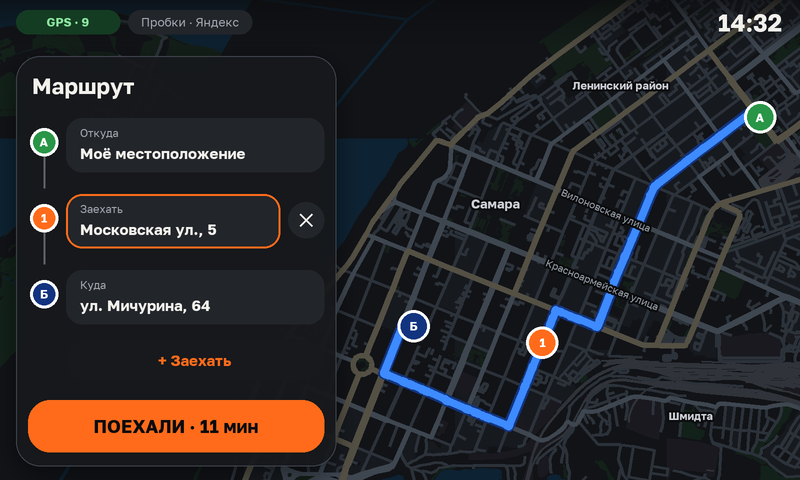 GPS · 9
Пробки · Яндекс
14:32
Маршрут
А
Откуда
Моё местоположение
1
Заехать
Московская ул., 5
Б
Куда
ул. Мичурина, 64
+ Заехать
ПОЕХАЛИ · 11 мин
Ленинский район
А
Самара
Вилоновская улица
Красноармейская улица
Б
1
Шмидта